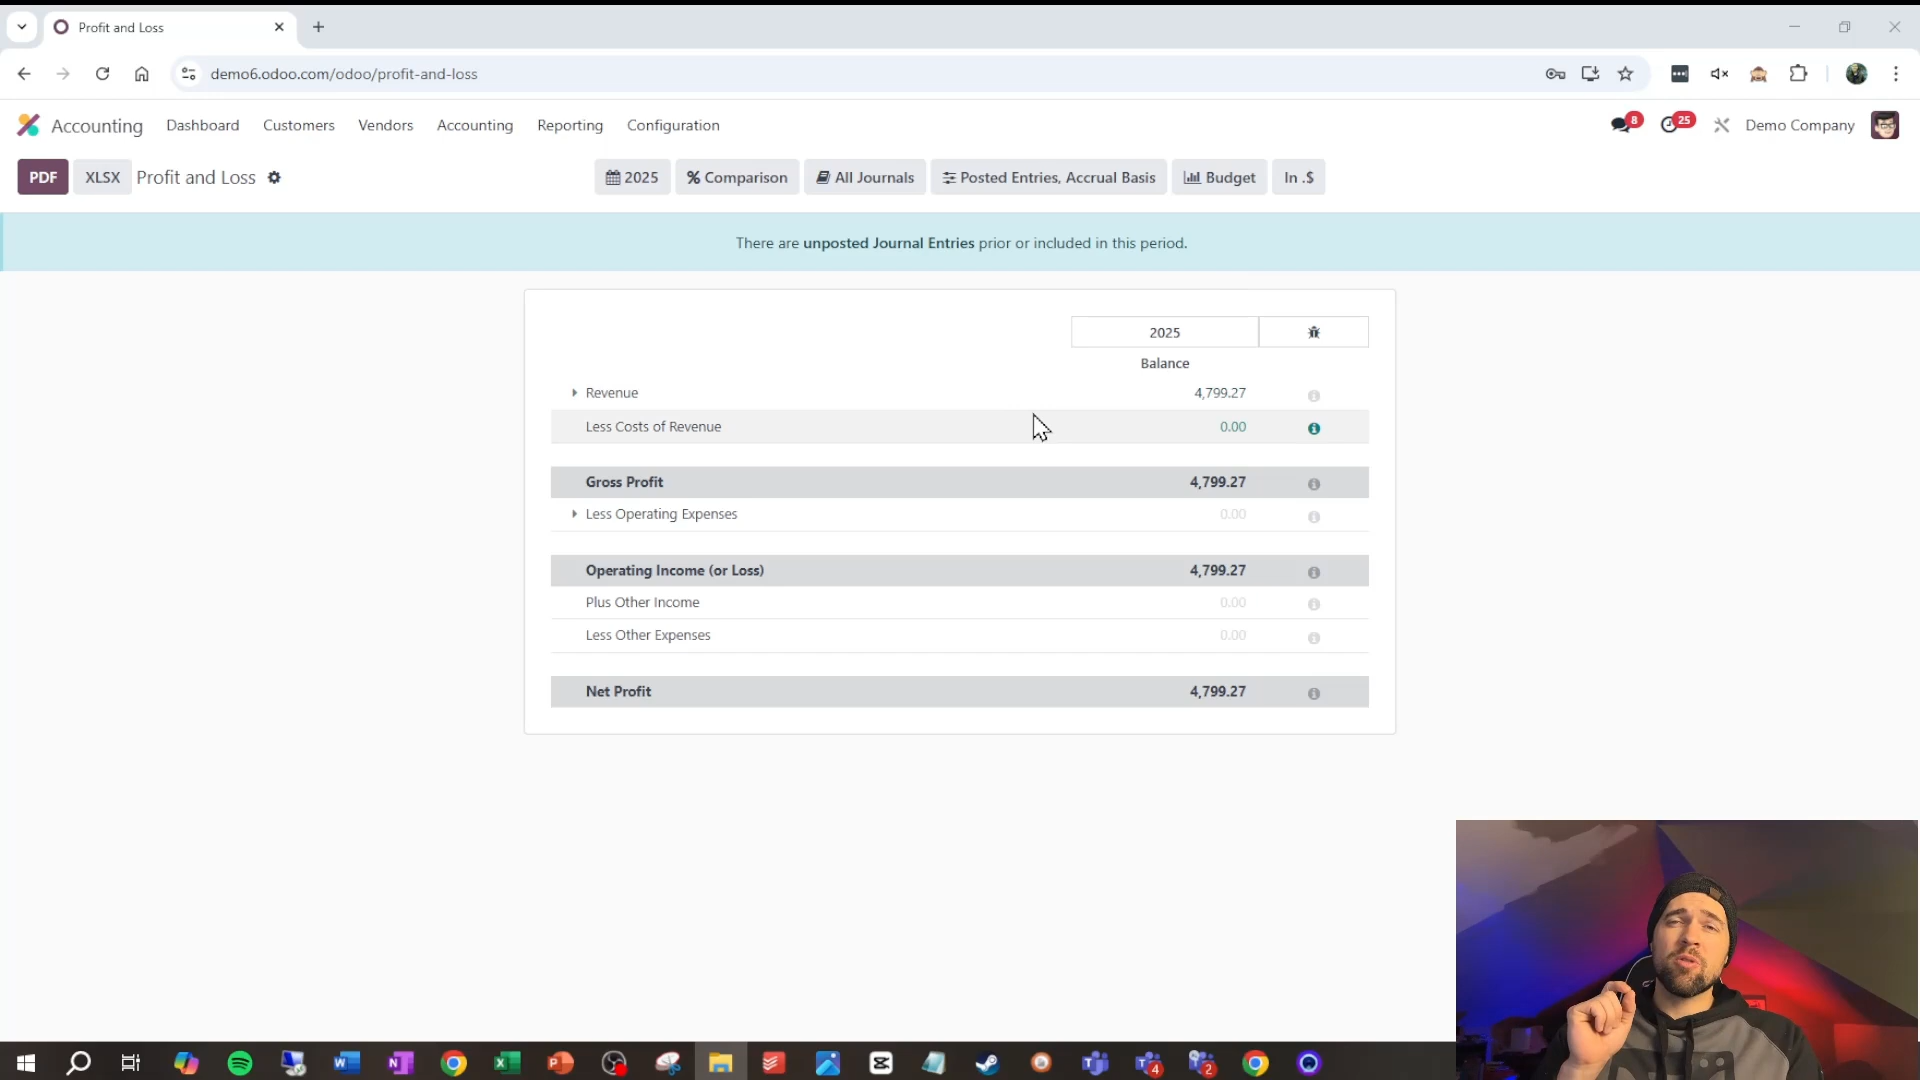 Profit and Loss
demo6.odoo.com/odoo/profit-and-loss
Accounting Dashboard Customers Vendors Accounting Reporting Configuration 8 25 Demo Company
PDF XLSX Profit and Loss 2025 % Comparison All Journals Posted Entries, Accrual Basis Budget In .$
There are unposted Journal Entries prior or included in this period.
2025
Balance
Revenue 4,799.27
Less Costs of Revenue 0.00
Gross Profit 4,799.27
Less Operating Expenses 0.00
Operating Income (or Loss) 4,799.27
Plus Other Income 0.00
Less Other Expenses 0.00
Net Profit 4,799.27
4 2